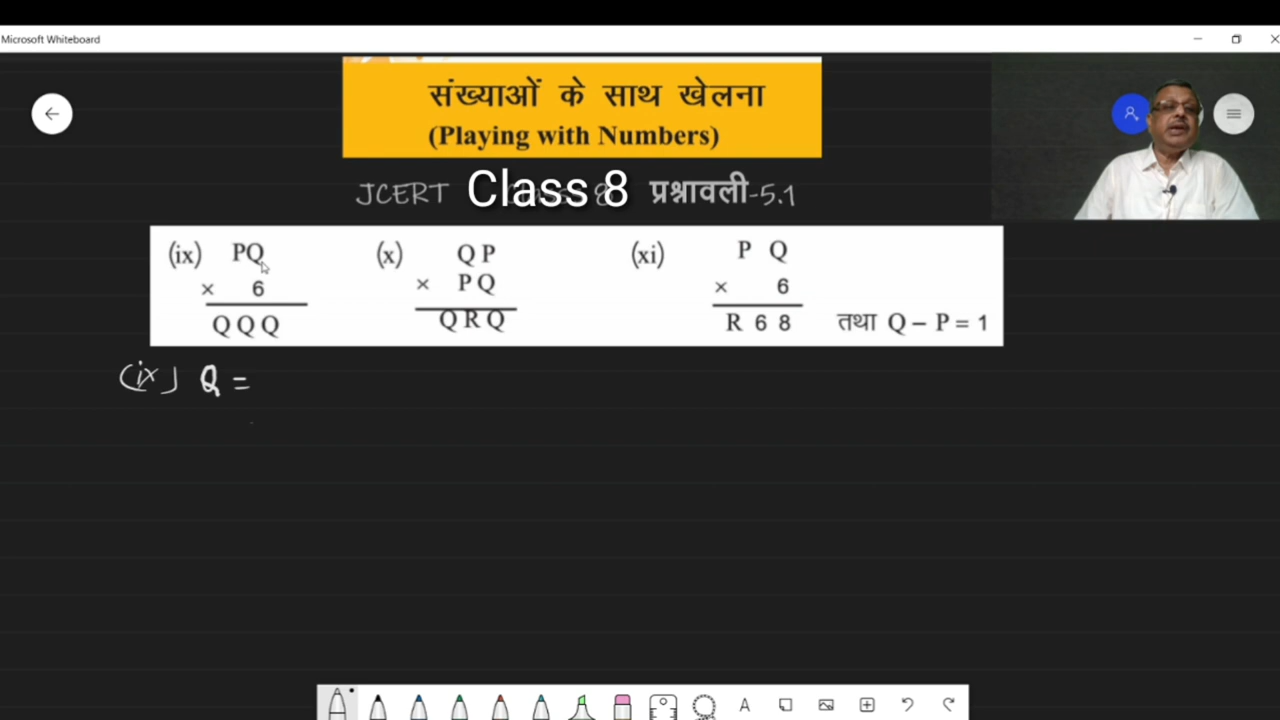 Microsoft Whiteboard
संख्याओं के साथ खेलना
(Playing with Numbers)
JCERT Class 8 प्रश्नावली-5.1
(ix) PQ (x) QP (xi) P Q
× 6 × PQ × 6
QQQ QRQ R 6 8 तथा Q – P = 1
(ix) Q =